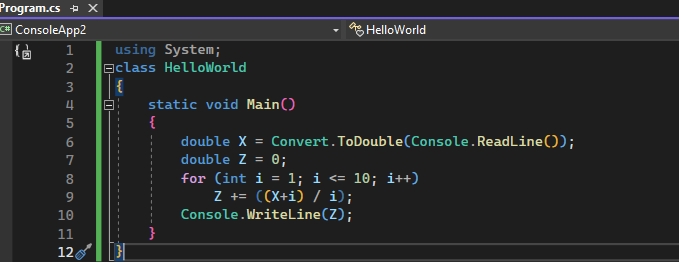 Program.cs
C# ConsoleApp2 HelloWorld
1 using System;
2 class HelloWorld
3 {
4 static void Main()
5 {
6 double X = Convert.ToDouble(Console.ReadLine());
7 double Z = 0;
8 for (int i = 1; i <= 10; i++)
9 Z += ((X+i) / i);
10 Console.WriteLine(Z);
11 }
12 }